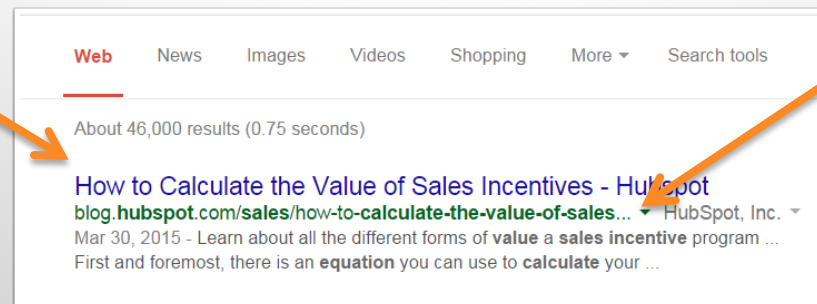 Web News Images Videos Shopping More Search tools
About 46,000 results (0.75 seconds)
How to Calculate the Value of Sales Incentives - Hubspot
blog.hubspot.com/sales/how-to-calculate-the-value-of-sales... HubSpot, Inc.
Mar 30, 2015 - Learn about all the different forms of value a sales incentive program ...
First and foremost, there is an equation you can use to calculate your ...